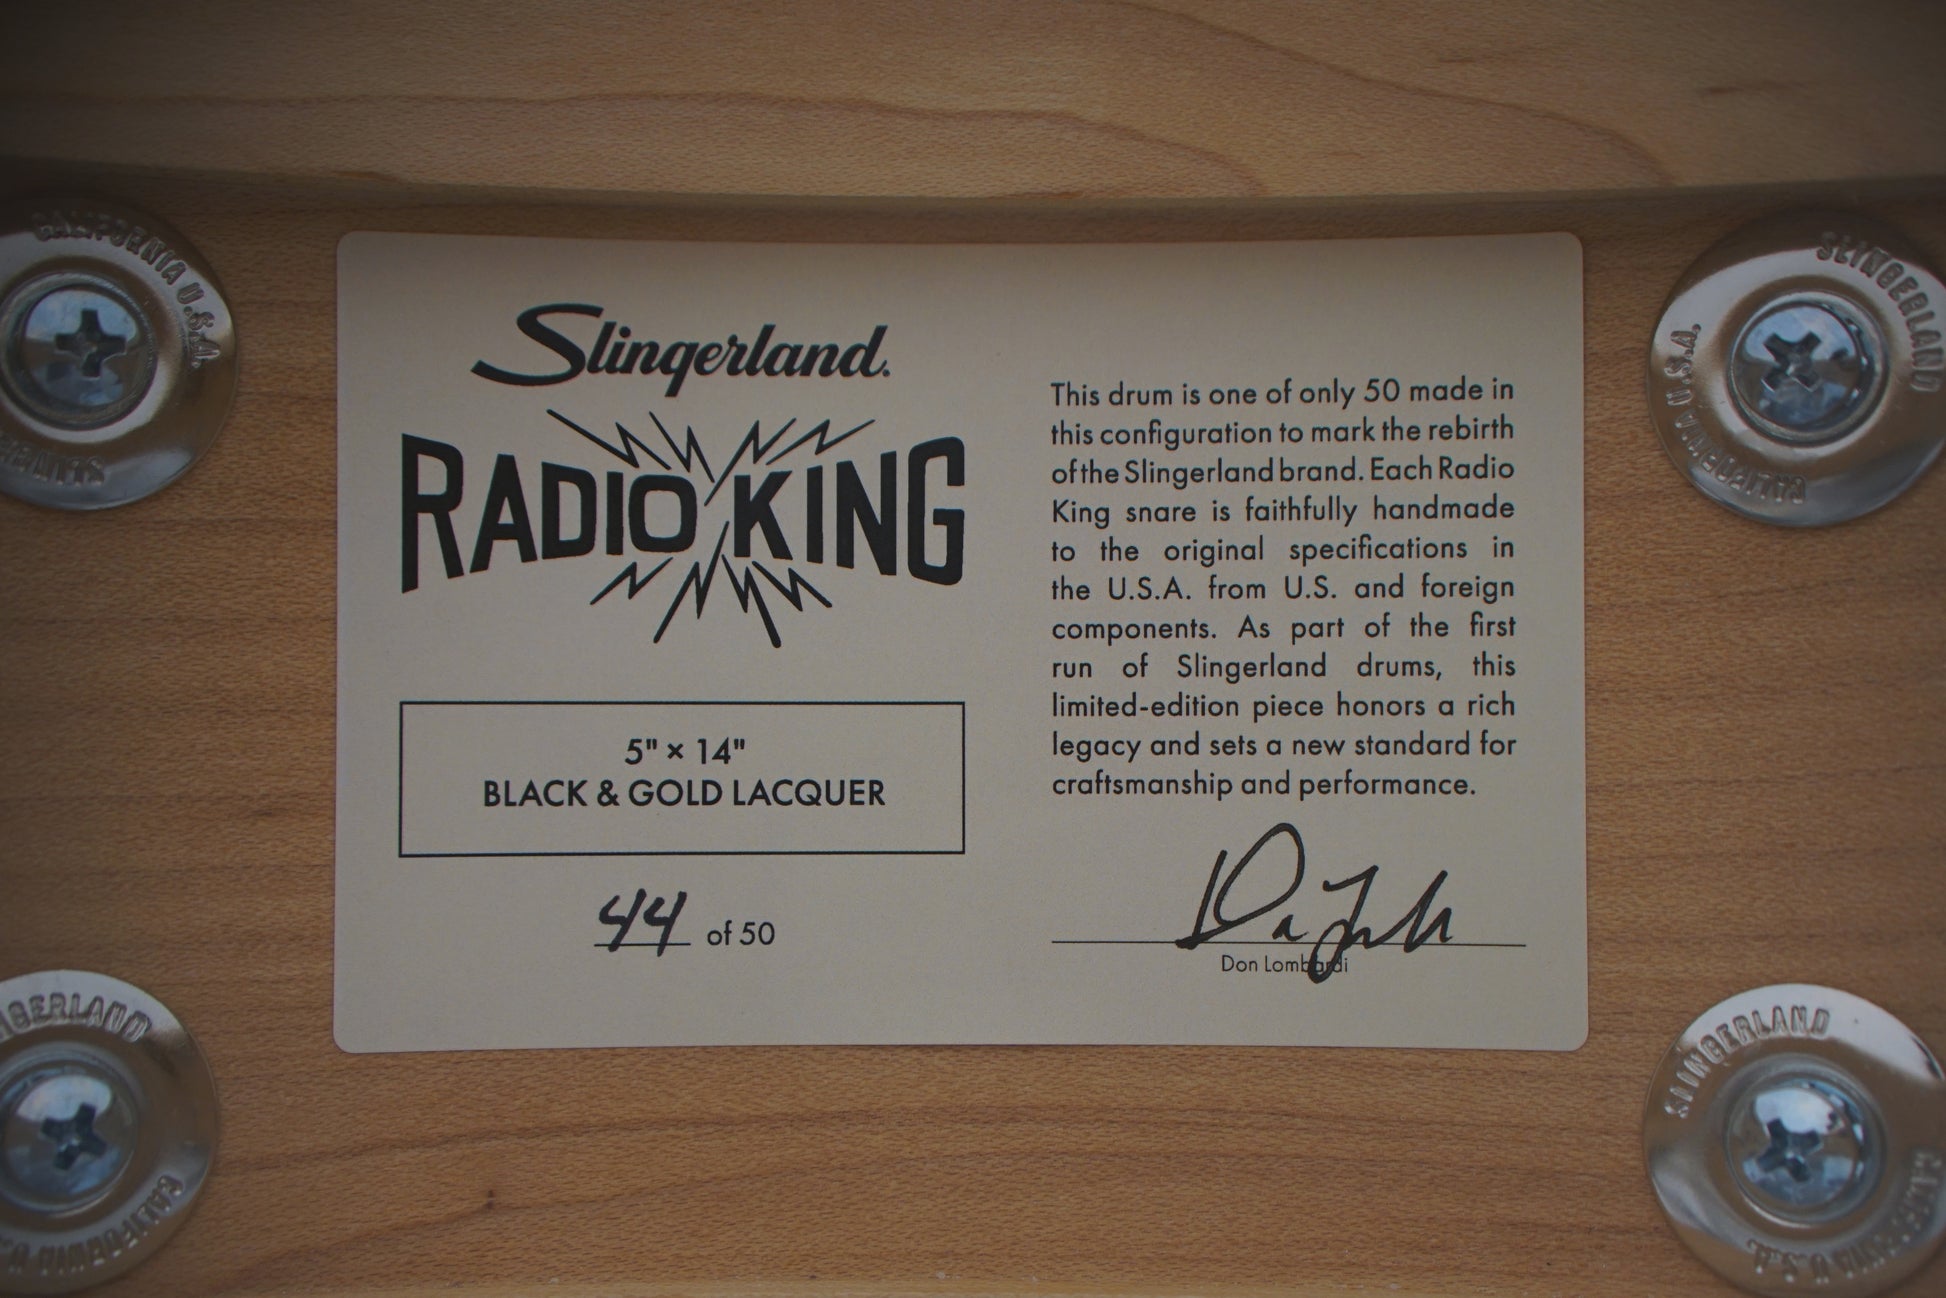 Slingerland.
RADIO KING
5" × 14"
BLACK & GOLD LACQUER
44 of 50
This drum is one of only 50 made in
this configuration to mark the rebirth
of the Slingerland brand. Each Radio
King snare is faithfully handmade
to the original specifications in
the U.S.A. from U.S. and foreign
components. As part of the first
run of Slingerland drums, this
limited-edition piece honors a rich
legacy and sets a new standard for
craftsmanship and performance.
Don Lombardi
CALIFORNIA U.S.A.
SLINGERLAND
CALIFORNIA U.S.A.
SLINGERLAND
CALIFORNIA U.S.A.